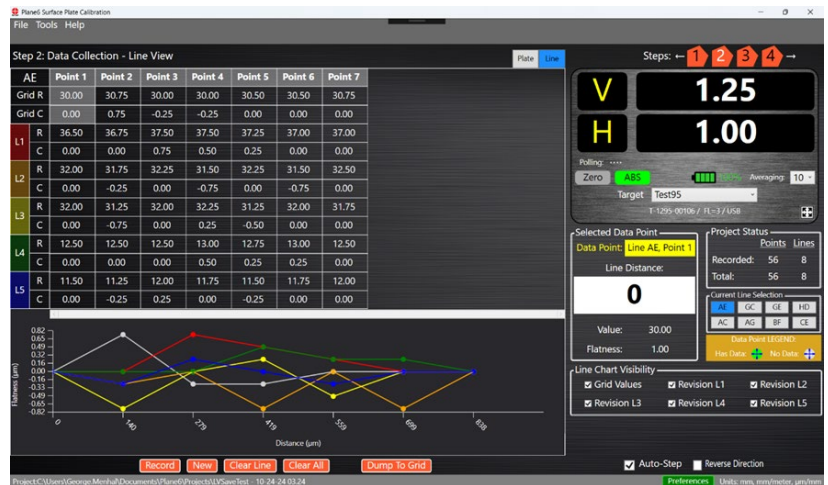 Plane6 Surface Plate Calibration
File Tools Help
Step 2: Data Collection - Line View
Plate Line
Steps: ← 1 2 3 4 →
AE Point 1 Point 2 Point 3 Point 4 Point 5 Point 6 Point 7
Grid R 30.00 30.75 30.00 30.00 30.50 30.50 30.75
Grid C 0.00 0.75 -0.25 -0.25 0.00 0.00 0.00
L1 R 36.50 36.75 37.50 37.50 37.25 37.00 37.00
C 0.00 0.00 0.75 0.50 0.25 0.00 0.00
L2 R 32.00 31.75 32.25 31.50 32.25 31.50 32.50
C 0.00 -0.25 0.00 -0.75 0.00 -0.75 0.00
L3 R 32.00 31.25 32.00 32.25 31.25 32.00 31.75
C 0.00 -0.75 0.00 0.25 -0.50 0.00 0.00
L4 R 12.50 12.50 12.50 13.00 12.75 13.00 12.50
C 0.00 0.00 0.00 0.50 0.25 0.25 0.00
L5 R 11.50 11.25 12.00 11.75 11.50 11.75 12.00
C 0.00 -0.25 0.25 0.00 -0.25 0.00 0.00
V 1.25
H 1.00
Polling: ····
Zero ABS 100% Averaging: 10
Target Test95
T-1295-00106 / FL=3 / USB
Selected Data Point
Data Point: Line AE, Point 1
Line Distance:
0
Value: 30.00
Flatness: 1.00
Project Status
Points Lines
Recorded: 56 8
Total: 56 8
Current Line Selection
AE GC GE HD
AC AG BF CE
Data Point LEGEND:
Has Data: No Data:
Line Chart Visibility
Grid Values Revision L1 Revision L2
Revision L3 Revision L4 Revision L5
Flatness (µm)
0.82
0.65
0.49
0.32
0.16
0.00
-0.16
-0.33
-0.49
-0.65
-0.82
0 140 279 419 559 699 838
Distance (µm)
Record New Clear Line Clear All Dump To Grid
Auto-Step Reverse Direction
Project:C:\Users\George.Menhal\Documents\Plane6\Projects\LVSaveTest - 10-24-24 03.24
Preferences Units: mm, mm/meter, µm/mm